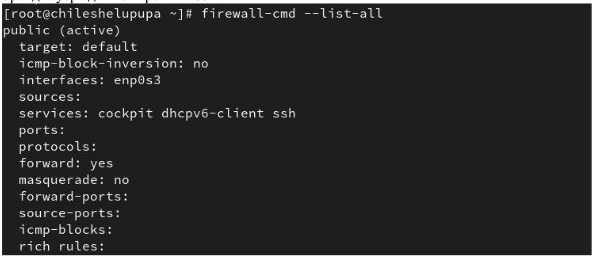 [root@chileshelupupa ~]# firewall-cmd --list-all
public (active)
  target: default
  icmp-block-inversion: no
  interfaces: enp0s3
  sources:
  services: cockpit dhcpv6-client ssh
  ports:
  protocols:
  forward: yes
  masquerade: no
  forward-ports:
  source-ports:
  icmp-blocks:
  rich rules: